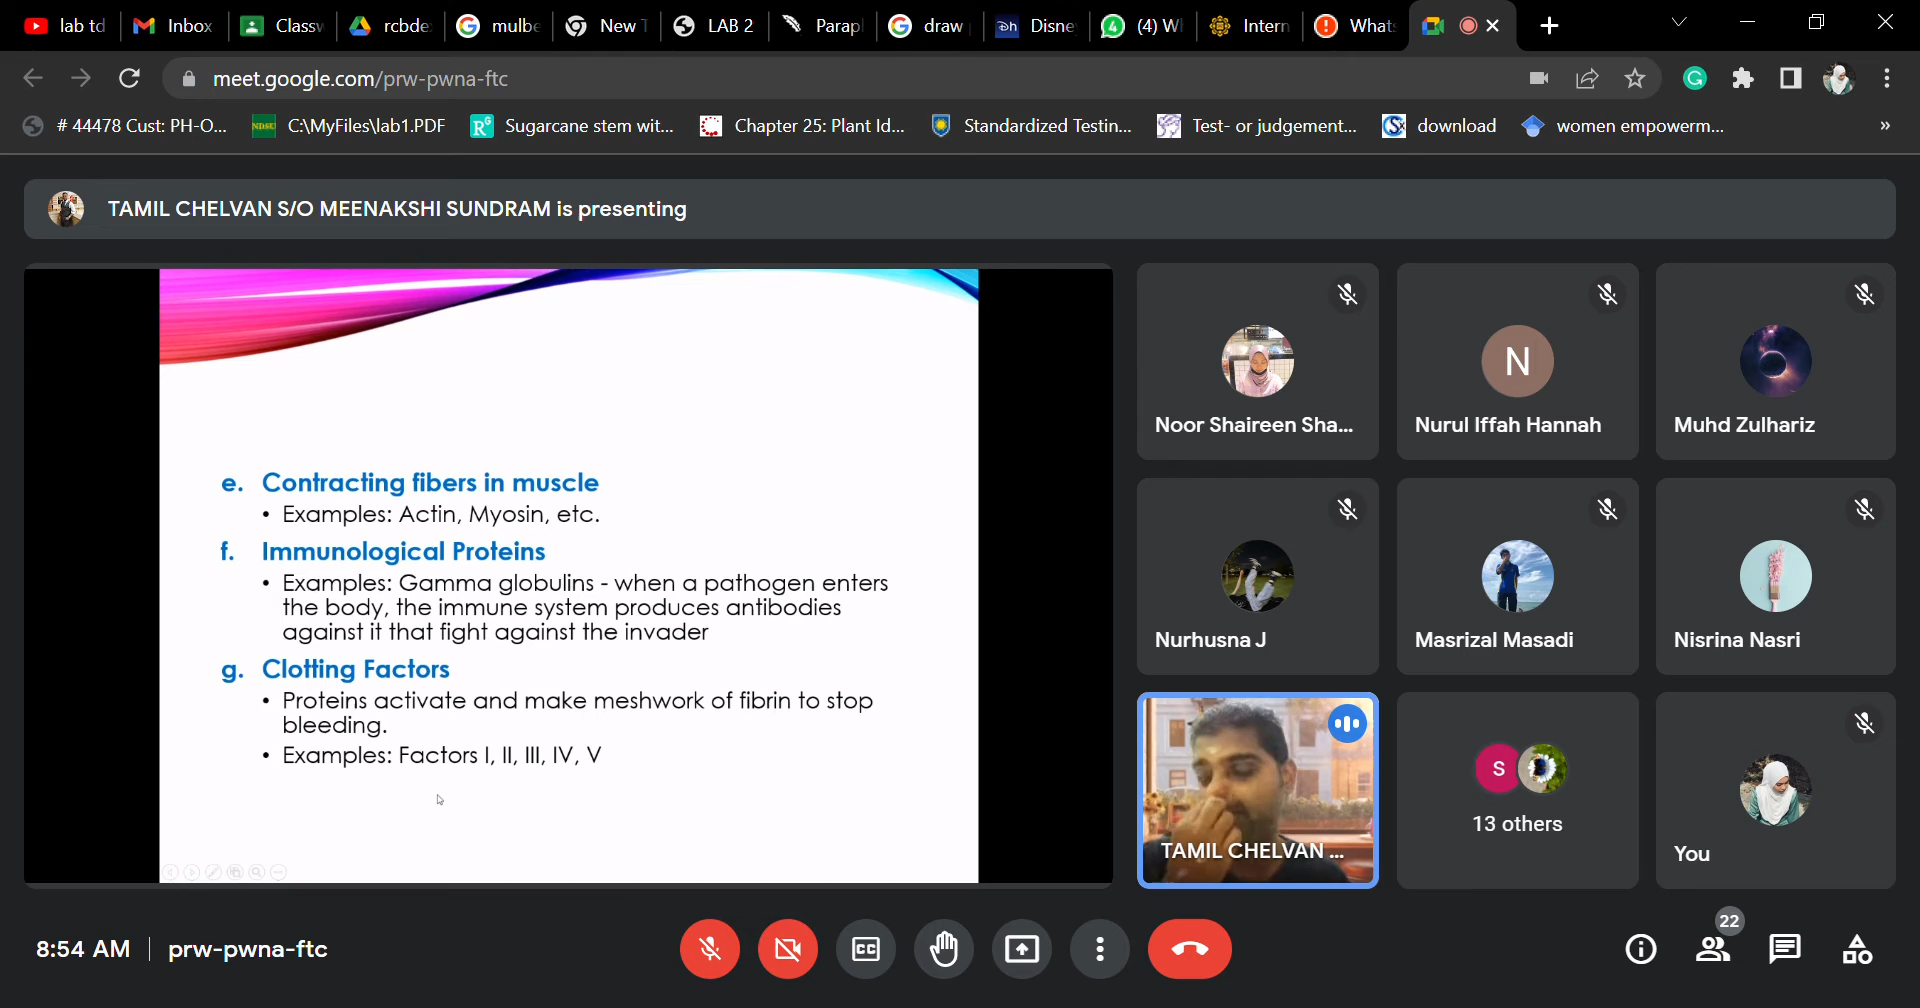 lab td
Inbox
Classw
rcbde
mulbe
New T
LAB 2
Parapl
draw
Disne
(4) W
Intern
Whats
meet.google.com/prw-pwna-ftc
# 44478 Cust: PH-O...
C:\MyFiles\lab1.PDF
Sugarcane stem wit...
Chapter 25: Plant Id...
Standardized Testin...
Test- or judgement...
download
women empowerm...
»
TAMIL CHELVAN S/O MEENAKSHI SUNDRAM is presenting
e. Contracting fibers in muscle
• Examples: Actin, Myosin, etc.
f. Immunological Proteins
• Examples: Gamma globulins - when a pathogen enters
the body, the immune system produces antibodies
against it that fight against the invader
g. Clotting Factors
• Proteins activate and make meshwork of fibrin to stop
bleeding.
• Examples: Factors I, II, III, IV, V
Noor Shaireen Sha...
N
Nurul Iffah Hannah
Muhd Zulhariz
Nurhusna J
Masrizal Masadi
Nisrina Nasri
TAMIL CHELVAN ...
S
13 others
You
8:54 AM | prw-pwna-ftc
CC
22